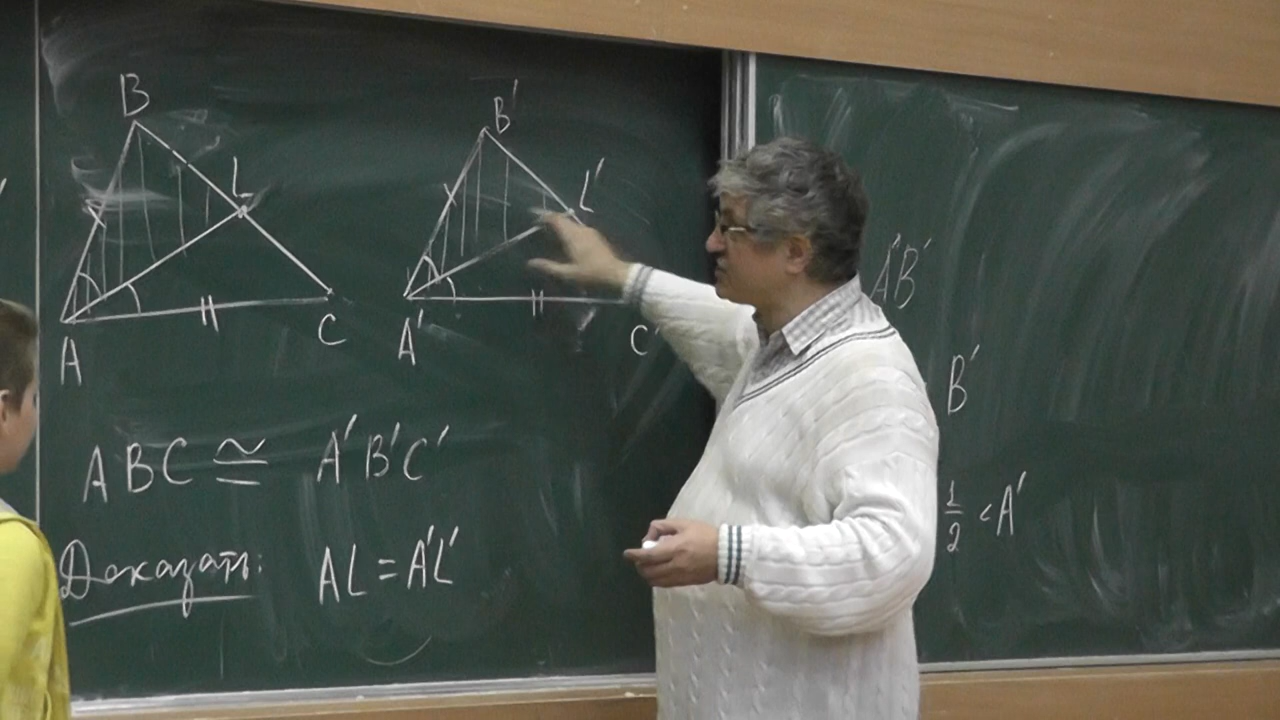 B
L
A
C
B′
L′
A′
C
ABC ≅ A′B′C′
Доказать: AL = A′L′
A′B′
B′
1/2 <A′